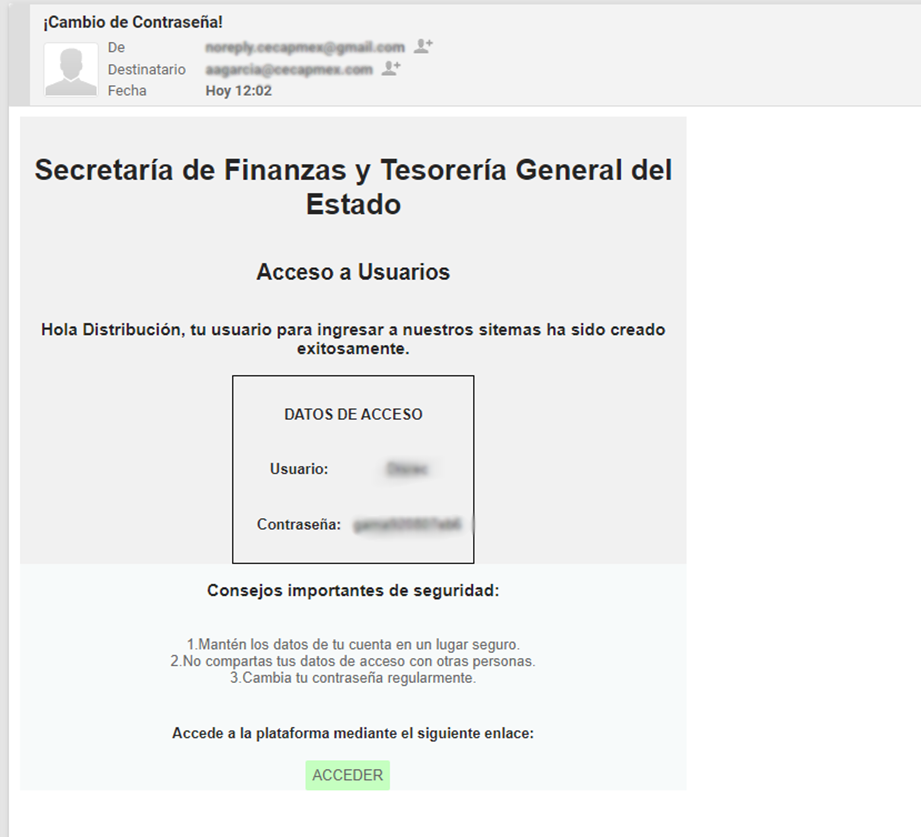 ¡Cambio de Contraseña!
De noreply.cecapmex@gmail.com
Destinatario aagarcia@cecapmex.com
Fecha Hoy 12:02
Secretaría de Finanzas y Tesorería General del
Estado
Acceso a Usuarios
Hola Distribución, tu usuario para ingresar a nuestros sitemas ha sido creado
exitosamente.
DATOS DE ACCESO
Usuario:
Contraseña:
Consejos importantes de seguridad:
1.Mantén los datos de tu cuenta en un lugar seguro.
2.No compartas tus datos de acceso con otras personas.
3.Cambia tu contraseña regularmente.
Accede a la plataforma mediante el siguiente enlace:
ACCEDER